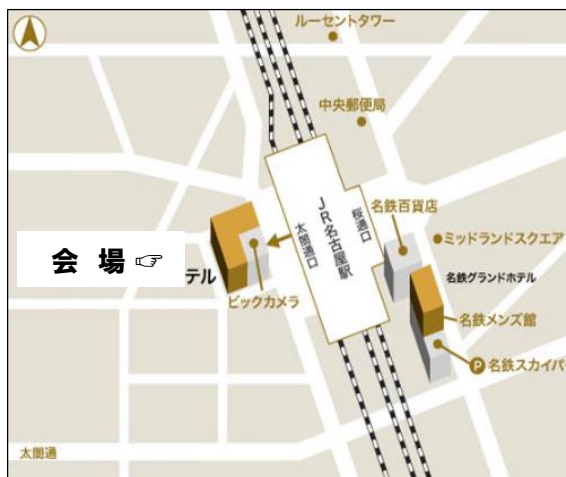 ルーセントタワー
中央郵便局
JR名古屋駅
桜通口
太閤通口
名鉄百貨店
ミッドランドスクエア
会 場 ☞
テル
ビックカメラ
名鉄グランドホテル
名鉄メンズ館
P 名鉄スカイパー
太閤通